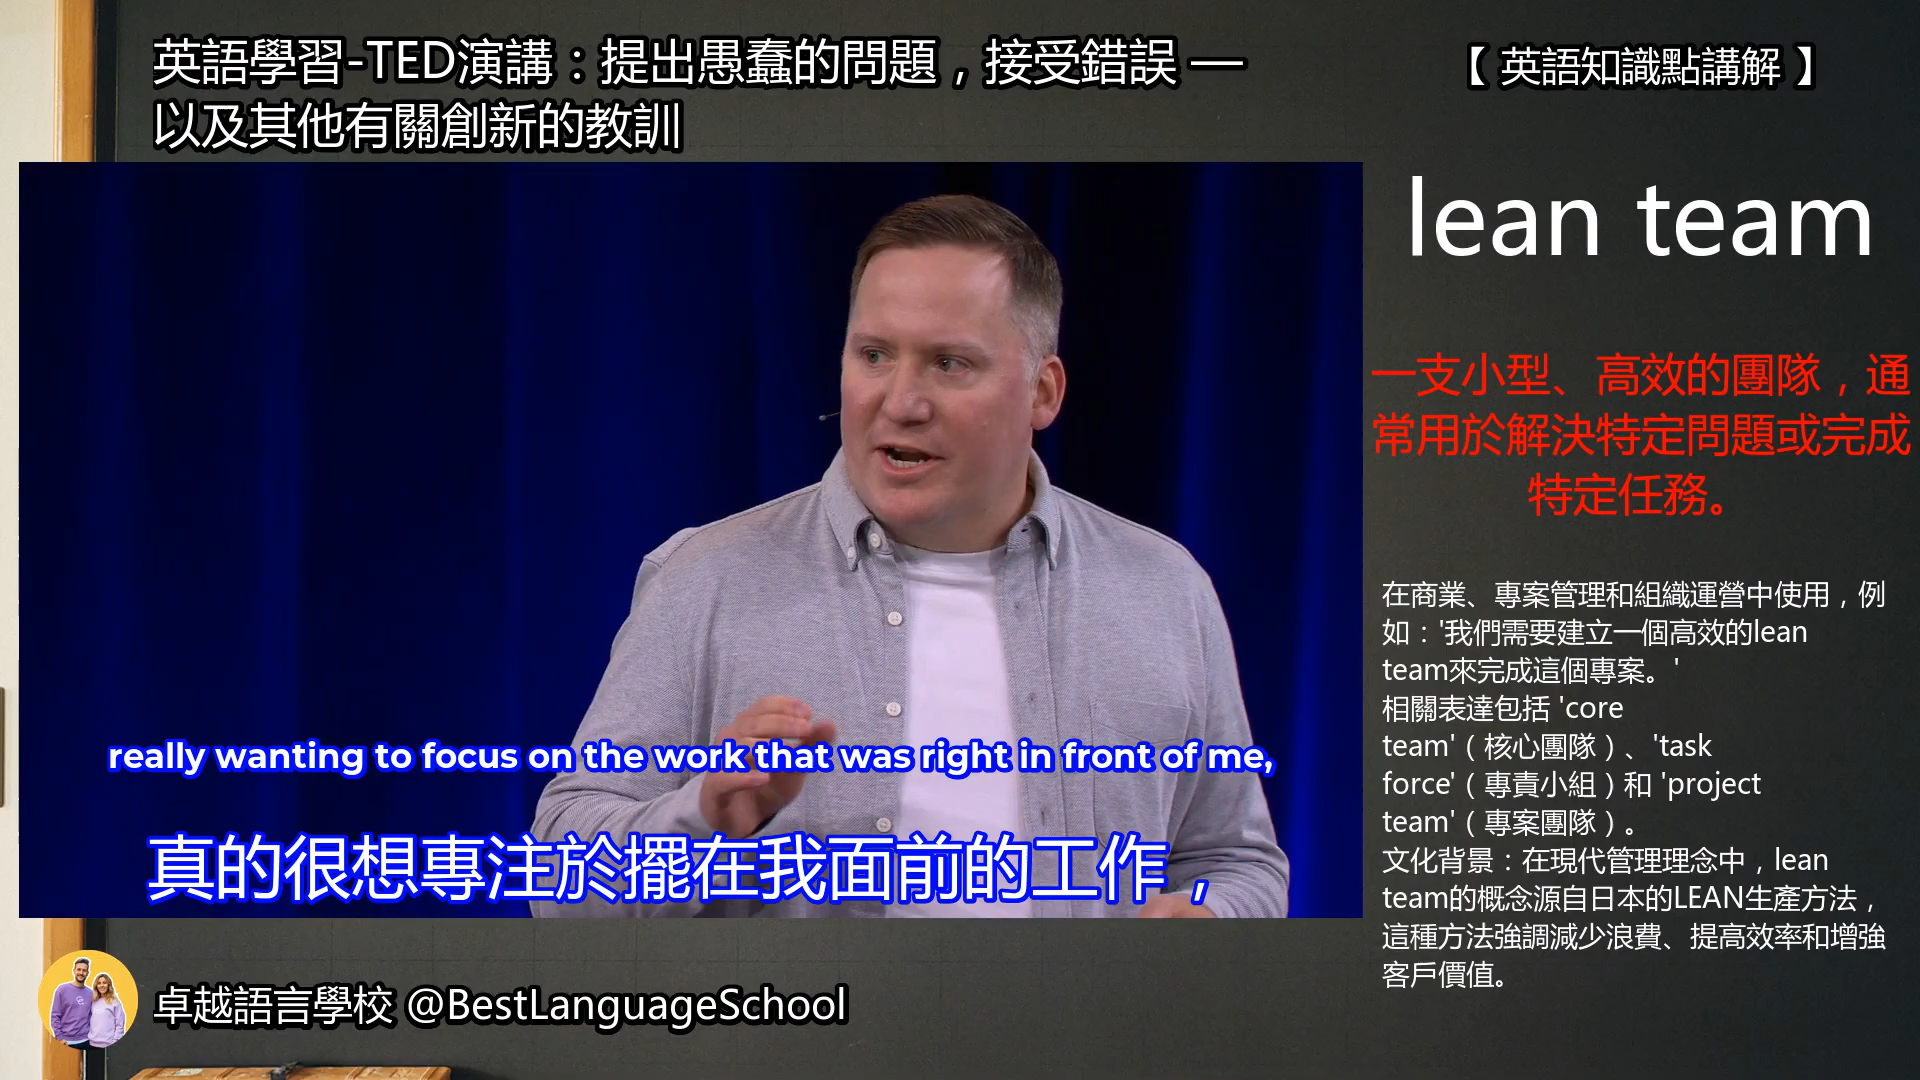 英語學習-TED演講：提出愚蠢的問題，接受錯誤 —
以及其他有關創新的教訓
【 英語知識點講解 】
lean team
一支小型、高效的團隊，通
常用於解決特定問題或完成
特定任務。
在商業、專案管理和組織運營中使用，例
如：'我們需要建立一個高效的lean
team來完成這個專案。'
相關表達包括 'core
team'（核心團隊）、'task
force'（專責小組）和 'project
team'（專案團隊）。
文化背景：在現代管理理念中，lean
team的概念源自日本的LEAN生產方法，
這種方法強調減少浪費、提高效率和增強
客戶價值。
really wanting to focus on the work that was right in front of me,
真的很想專注於擺在我面前的工作，
卓越語言學校 @BestLanguageSchool